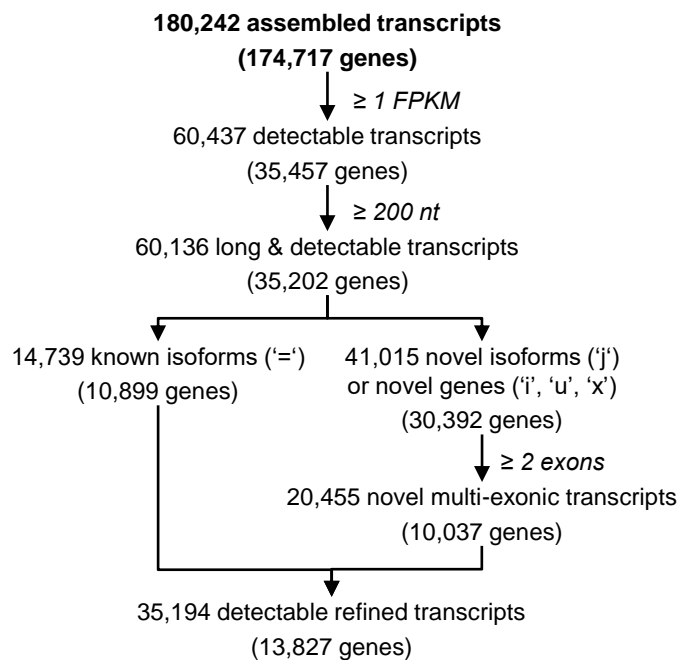 180,242 assembled transcripts
(174,717 genes)
≥ 1 FPKM
60,437 detectable transcripts
(35,457 genes)
≥ 200 nt
60,136 long & detectable transcripts
(35,202 genes)
14,739 known isoforms (‘=‘)
(10,899 genes)
41,015 novel isoforms (‘j‘)
or novel genes (‘i’, ‘u’, ‘x’)
(30,392 genes)
≥ 2 exons
20,455 novel multi-exonic transcripts
(10,037 genes)
35,194 detectable refined transcripts
(13,827 genes)